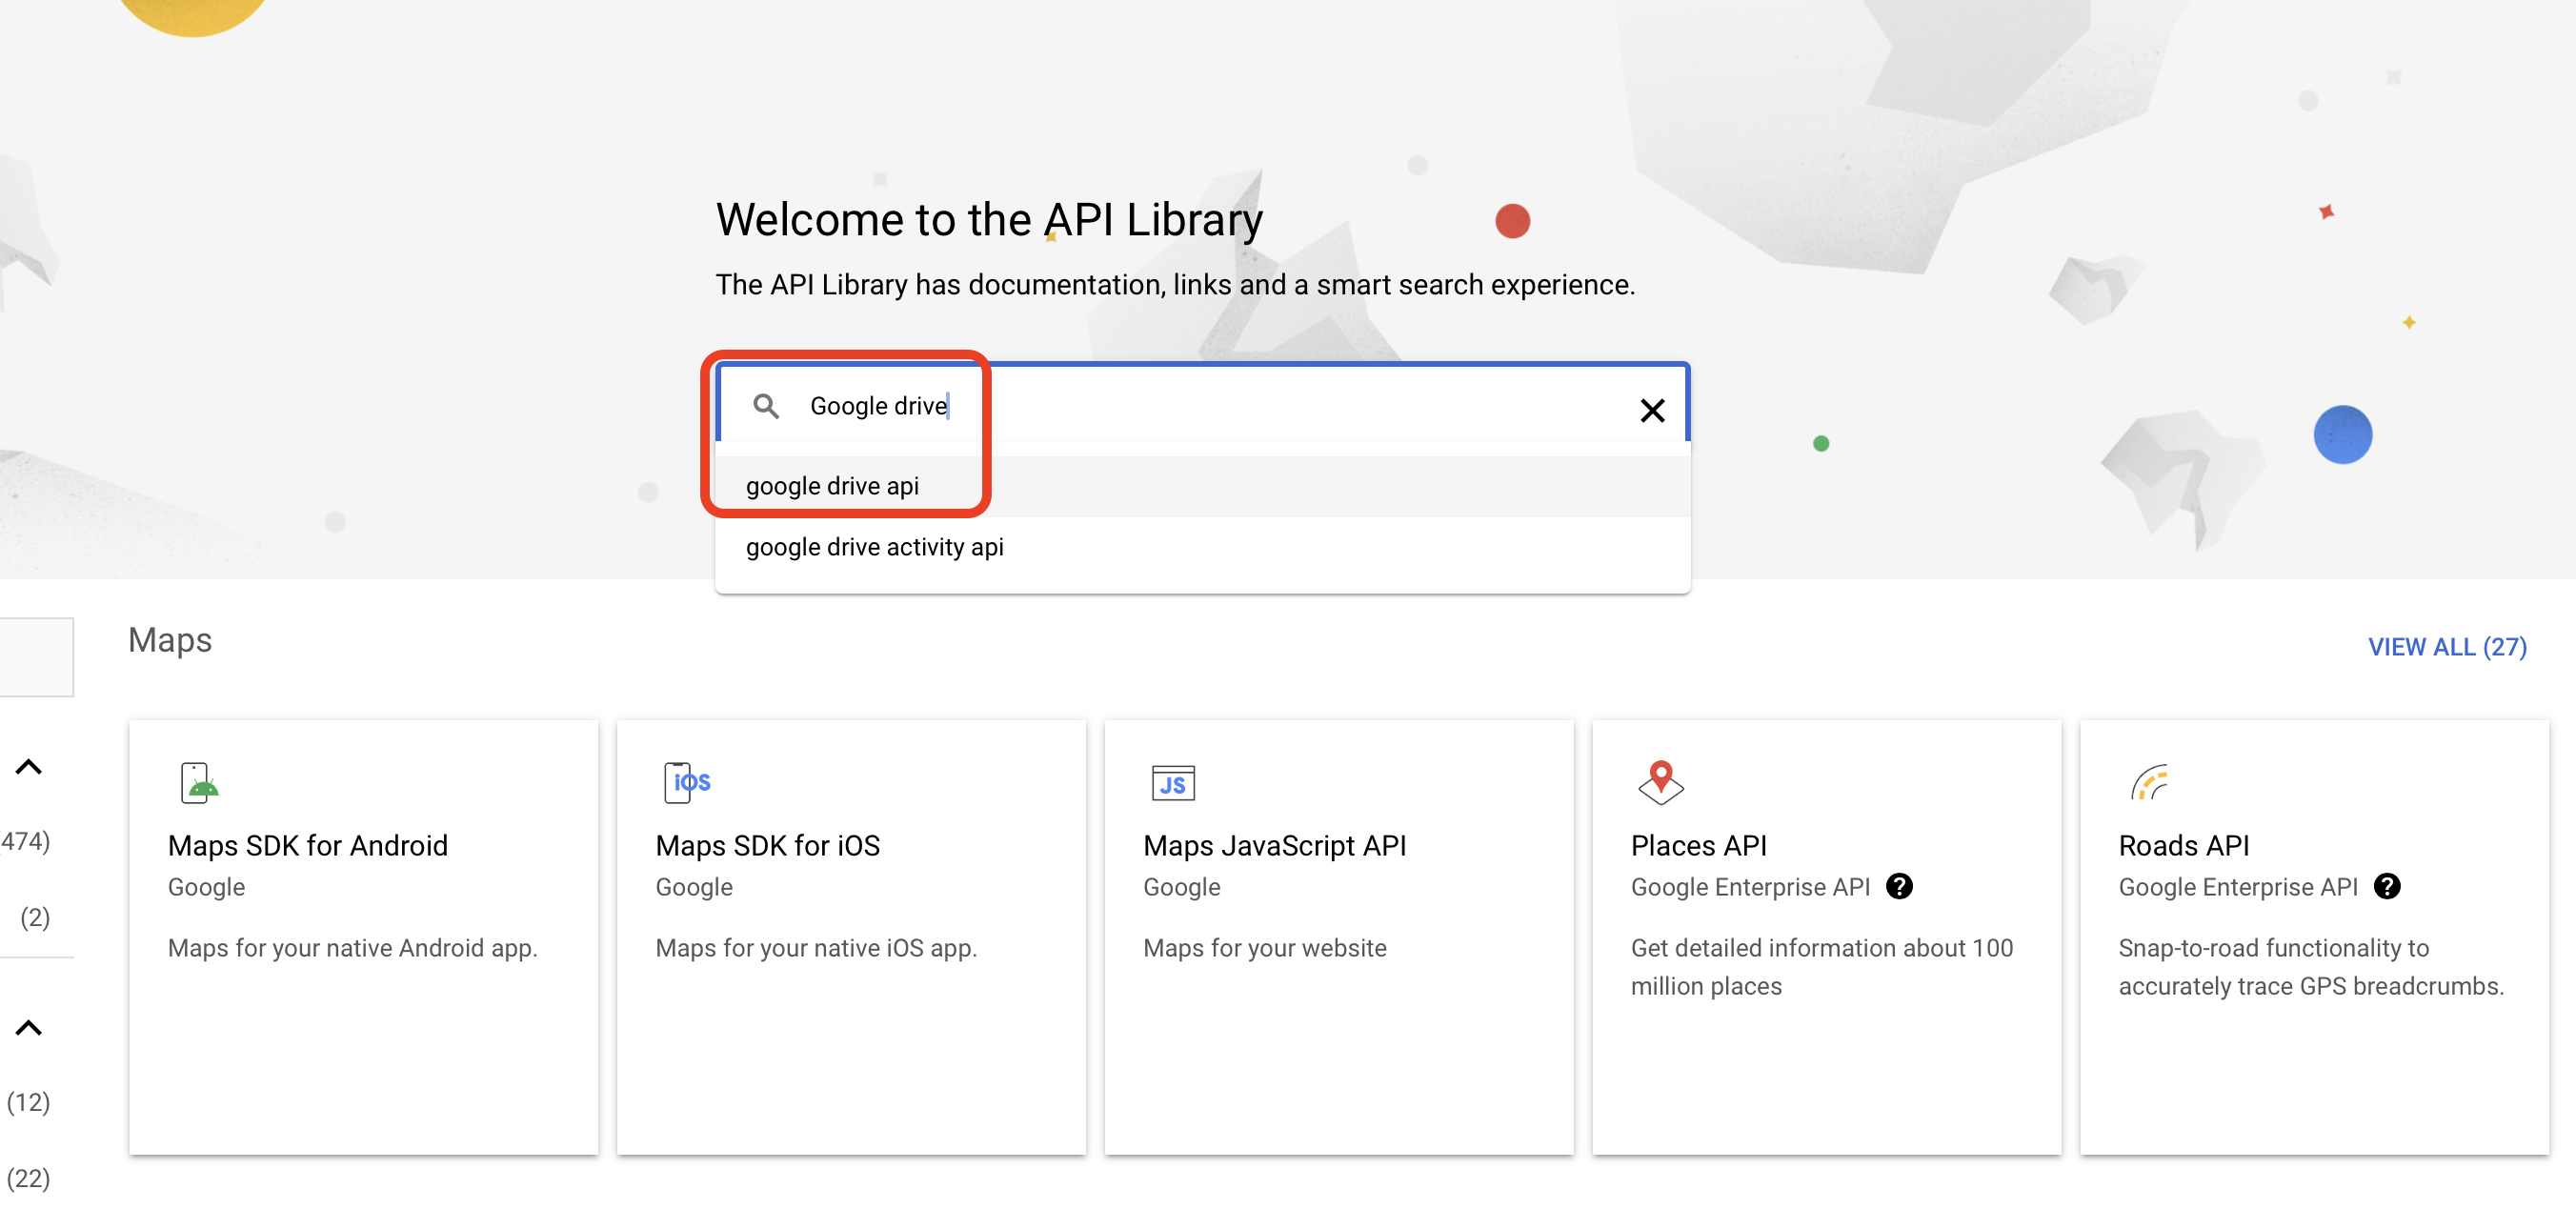 Welcome to the API Library
The API Library has documentation, links and a smart search experience.
Google drive
google drive api
google drive activity api
Maps
VIEW ALL (27)
474)
(2)
(12)
(22)
iOS
JS
Maps SDK for Android
Google
Maps for your native Android app.
Maps SDK for iOS
Google
Maps for your native iOS app.
Maps JavaScript API
Google
Maps for your website
Places API
Google Enterprise API ?
Get detailed information about 100
million places
Roads API
Google Enterprise API ?
Snap-to-road functionality to
accurately trace GPS breadcrumbs.